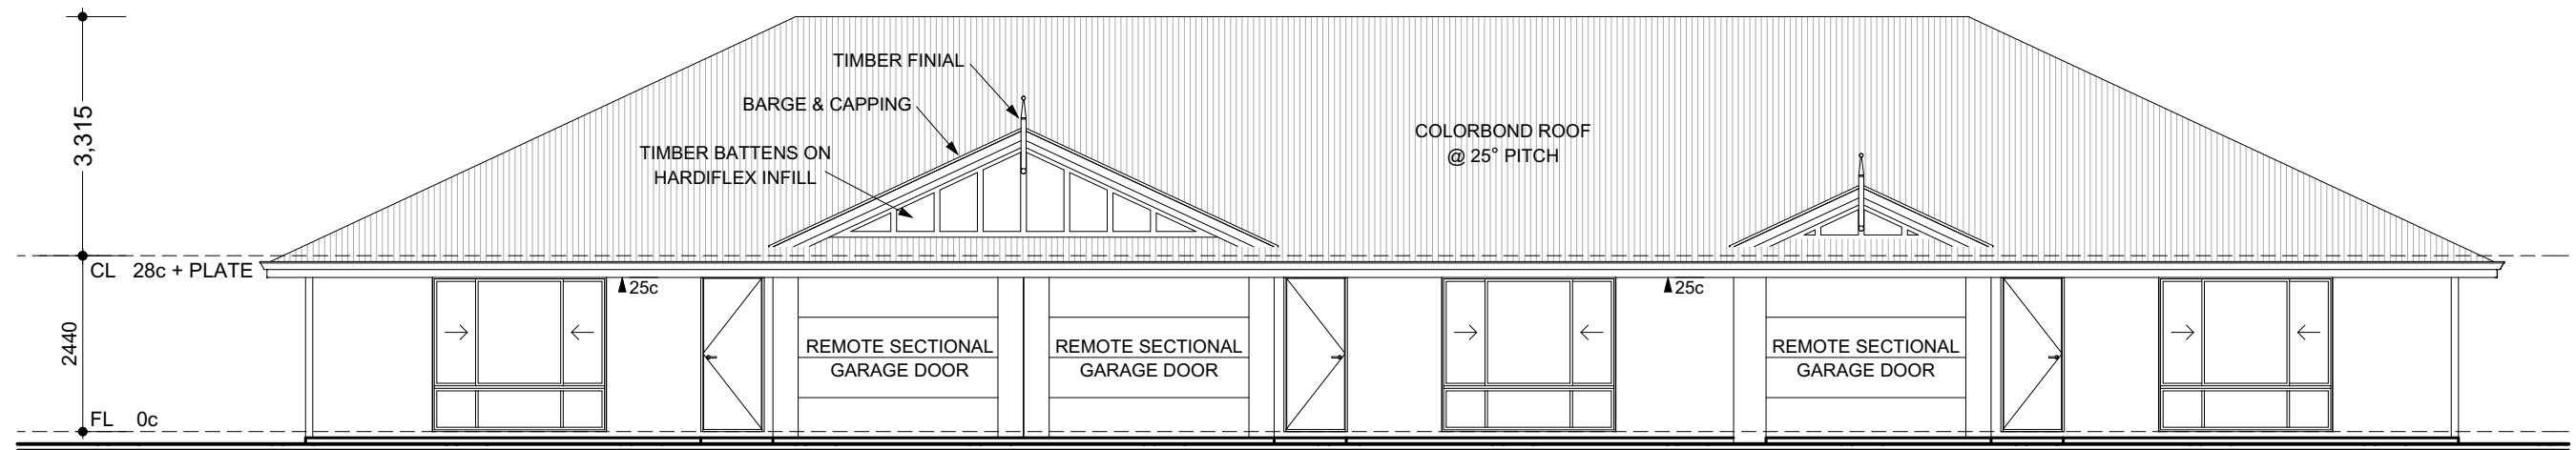 3,315
TIMBER FINIAL
BARGE & CAPPING
TIMBER BATTENS ON
HARDIFLEX INFILL
COLORBOND ROOF
@ 25° PITCH
CL 28c + PLATE
25c
25c
2440
REMOTE SECTIONAL
GARAGE DOOR
REMOTE SECTIONAL
GARAGE DOOR
REMOTE SECTIONAL
GARAGE DOOR
FL 0c